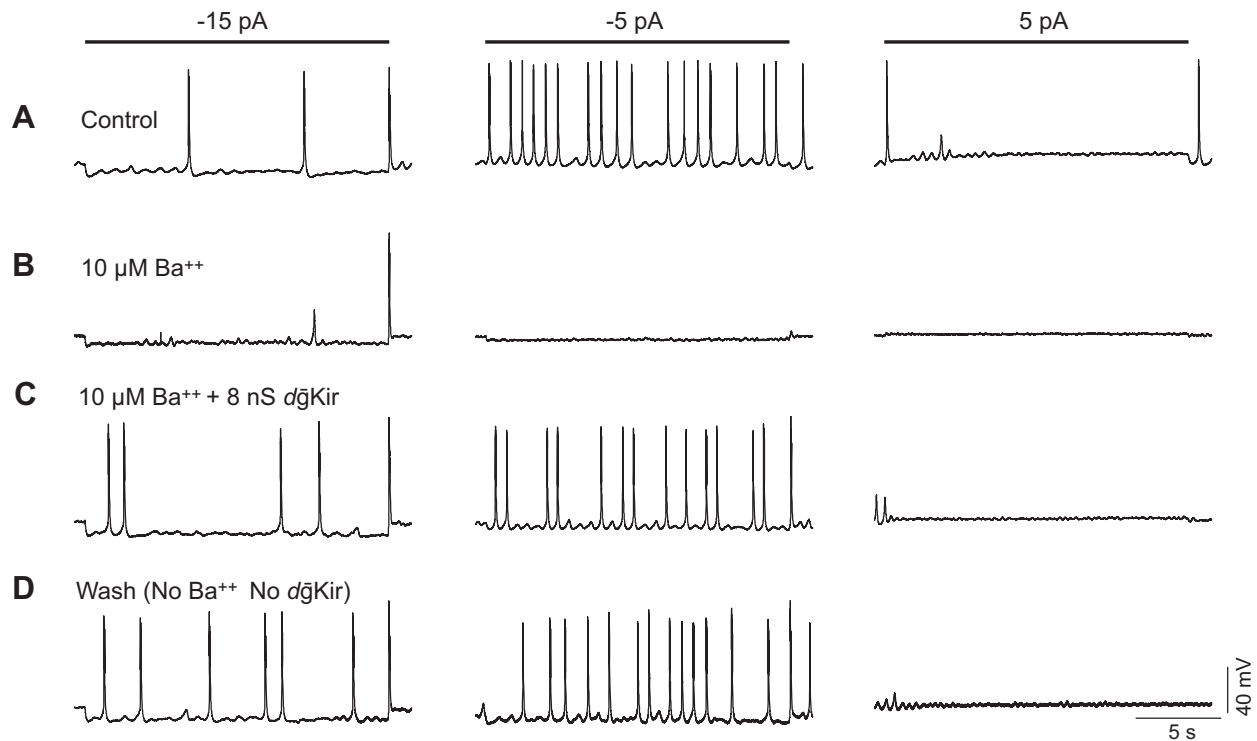 -15 pA
-5 pA
5 pA
A
Control
B
10 µM Ba⁺⁺
C
10 µM Ba⁺⁺ + 8 nS dḡKir
D
Wash (No Ba⁺⁺ No dḡKir)
40 mV
5 s